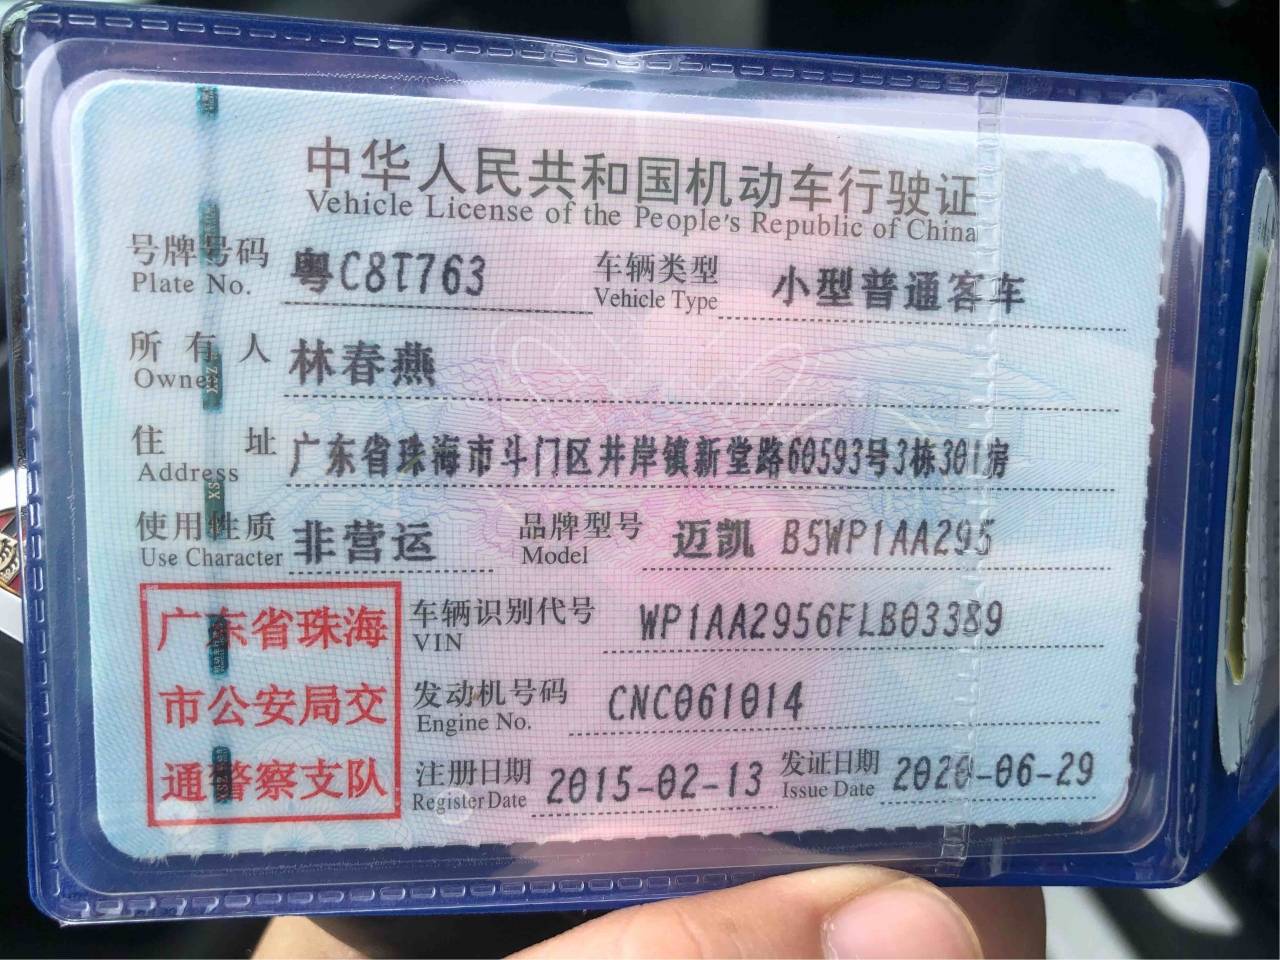 中华人民共和国机动车行驶证
Vehicle License of the People's Republic of China
号牌号码 粤C8T763 车辆类型 小型普通客车
Plate No. Vehicle Type
所有人 林春燕
Owner
住址 广东省珠海市斗门区井岸镇新堂路60593号3栋301房
Address
使用性质 非营运 品牌型号 迈凯 B5WP1AA295
Use Character Model
广东省珠海
市公安局交
通警察支队
车辆识别代号 WP1AA2956FLB03389
VIN
发动机号码 CNC061014
Engine No.
注册日期 2015-02-13 发证日期 2020-06-29
Register Date Issue Date